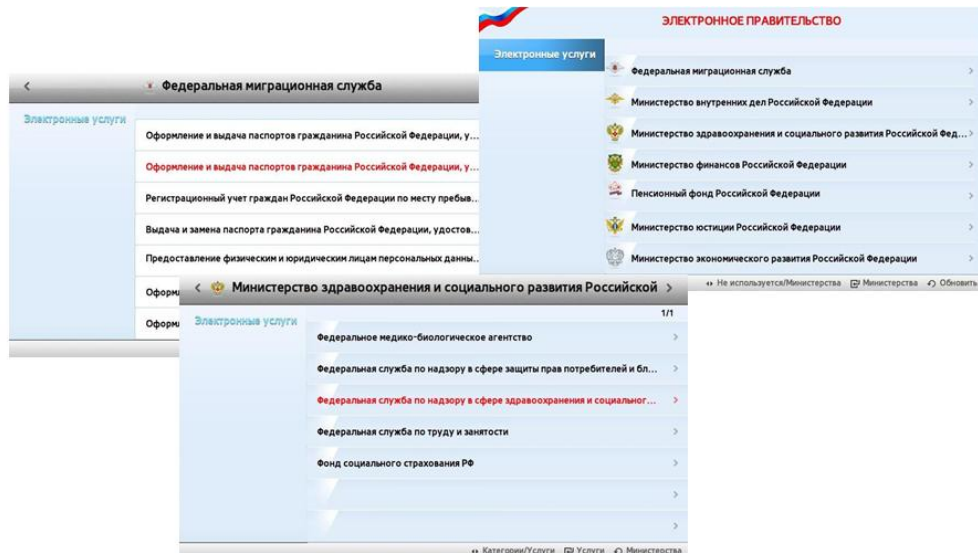 ЭЛЕКТРОННОЕ ПРАВИТЕЛЬСТВО
Электронные услуги
Федеральная миграционная служба
Министерство внутренних дел Российской Федерации
Министерство здравоохранения и социального развития Российской Фед...
Министерство финансов Российской Федерации
Пенсионный фонд Российской Федерации
Министерство юстиции Российской Федерации
Министерство экономического развития Российской Федерации
Не используется/Министерства Министерства Обновить
Федеральная миграционная служба
Электронные услуги
Оформление и выдача паспортов гражданина Российской Федерации, у...
Оформление и выдача паспортов гражданина Российской Федерации, у...
Регистрационный учет граждан Российской Федерации по месту пребыв...
Выдача и замена паспорта гражданина Российской Федерации, удостов...
Предоставление физическим и юридическим лицам персональных данны...
Министерство здравоохранения и социального развития Российской
1/1
Электронные услуги
Федеральное медико-биологическое агентство
Федеральная служба по надзору в сфере защиты прав потребителей и бл...
Федеральная служба по надзору в сфере здравоохранения и социальног...
Федеральная служба по труду и занятости
Фонд социального страхования РФ
Категории/Услуги Услуги Министерства